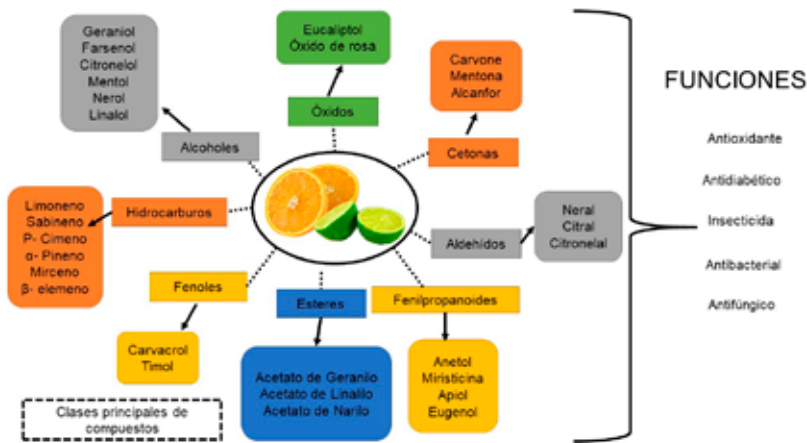 Geraniol
Farsenol
Citronelol
Mentol
Nerol
Linalol
Alcoholes
Eucaliptol
Óxido de rosa
Óxidos
Carvone
Mentona
Alcanfor
Cetonas
Limoneno
Sabineno
P- Cimeno
α- Pineno
Mirceno
β- elemeno
Hidrocarburos
Aldehídos
Neral
Citral
Citronelal
Fenoles
Carvacrol
Timol
Esteres
Acetato de Geranilo
Acetato de Linalilo
Acetato de Narilo
Fenilpropanoides
Anetol
Miristicina
Apiol
Eugenol
Clases principales de
compuestos
FUNCIONES
Antioxidante
Antidiabético
Insecticida
Antibacterial
Antifúngico